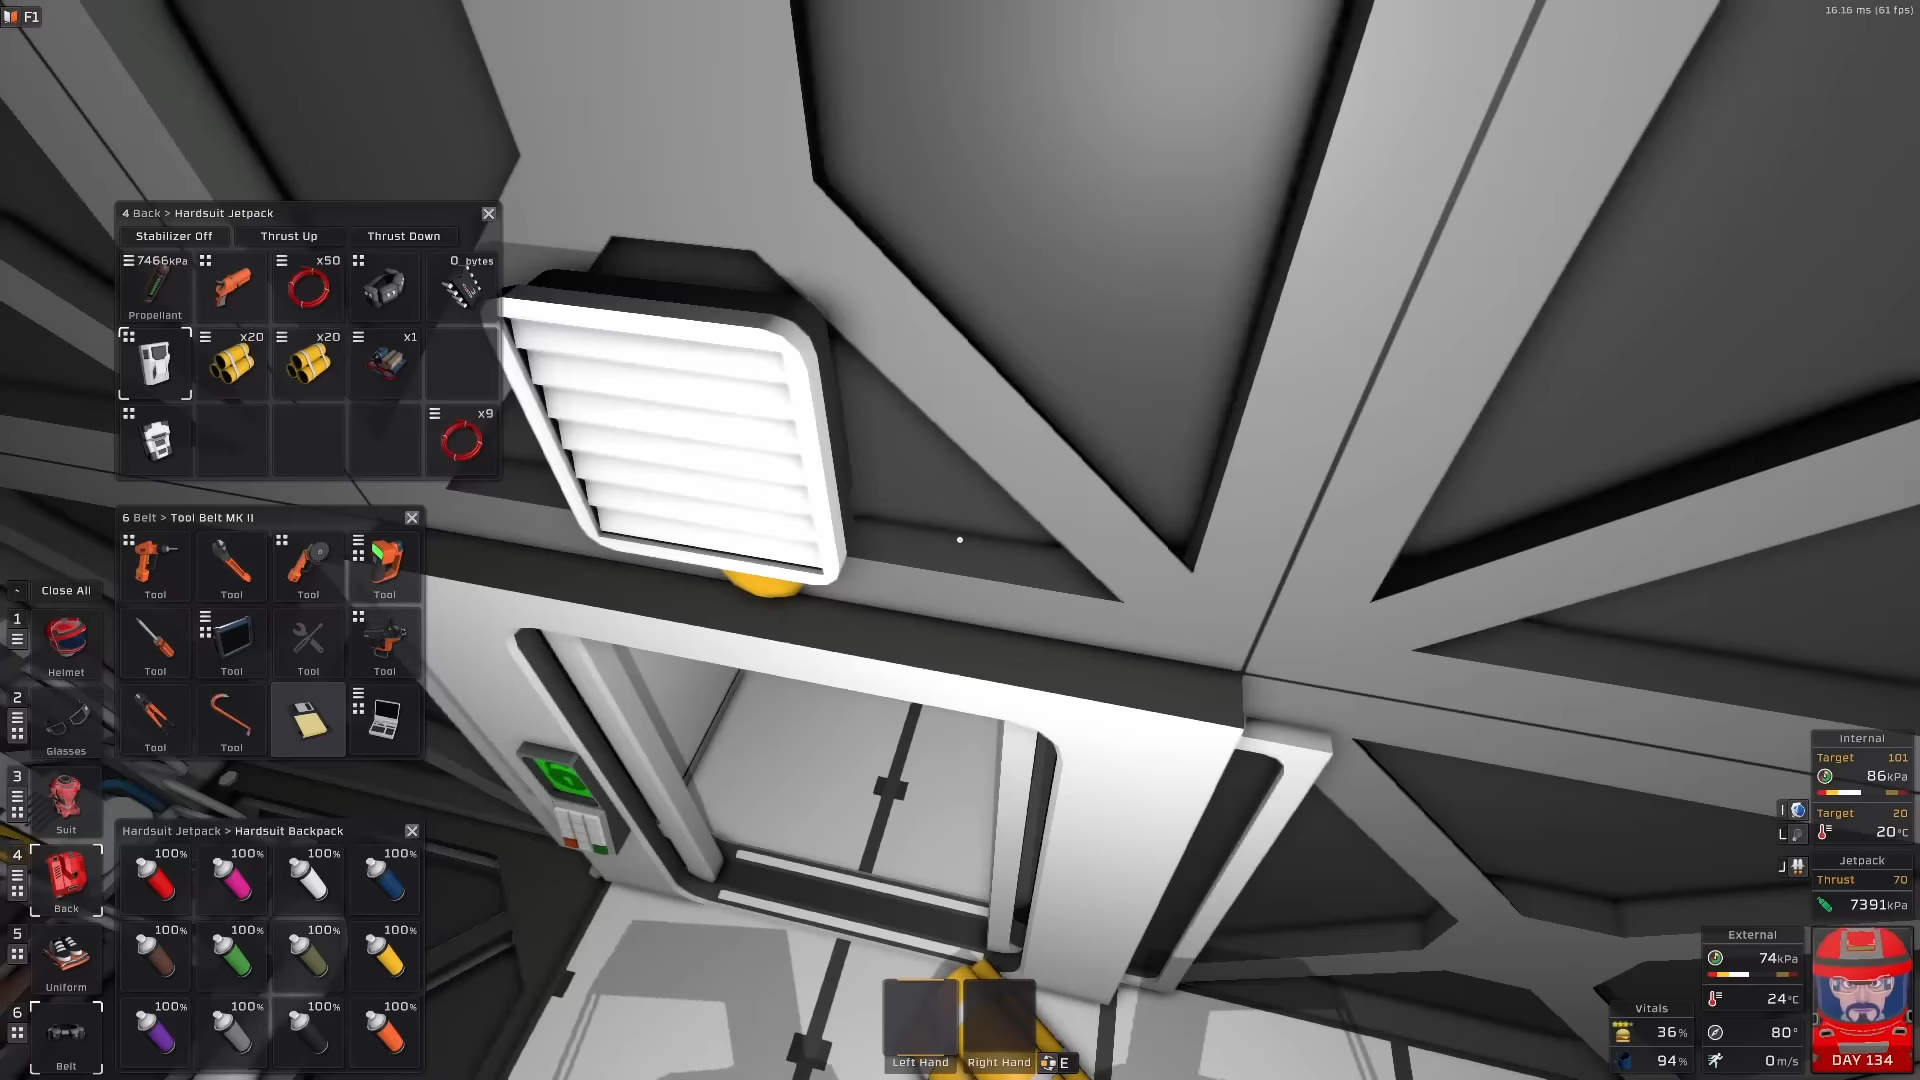 F1
16.16 ms (61 fps)
4 Back > Hardsuit Jetpack
Stabilizer Off Thrust Up Thrust Down
7466kPa x50 0 bytes
Propellant
x20 x20 x1
x9
6 Belt > Tool Belt MK II
Tool Tool Tool Tool
Tool Tool Tool Tool
Tool Tool
Hardsuit Jetpack > Hardsuit Backpack
100% 100% 100% 100%
100% 100% 100% 100%
100% 100% 100% 100%
~ Close All
1
Helmet
2
Glasses
3
Suit
4
Back
5
Uniform
6
Belt
Left Hand Right Hand E
Internal
Target 101
86kPa
I
Target 20
L 20°C
Jetpack
J
Thrust 70
7391kPa
External
74kPa
24°C
80°
0m/s
Vitals
36%
94%
DAY 134